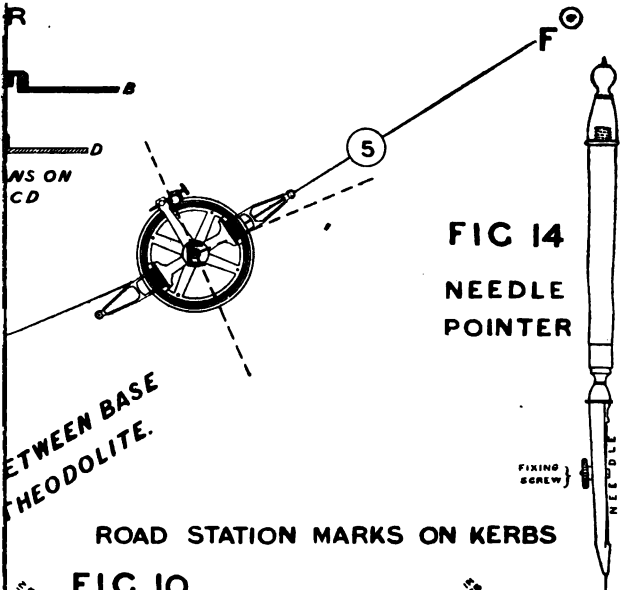 R
F
B
5
D
NS ON
CD
FIG 14
NEEDLE
POINTER
ETWEEN BASE
THEODOLITE.
FIXING
SCREW
NEEDLE
ROAD STATION MARKS ON KERBS
FIG 10